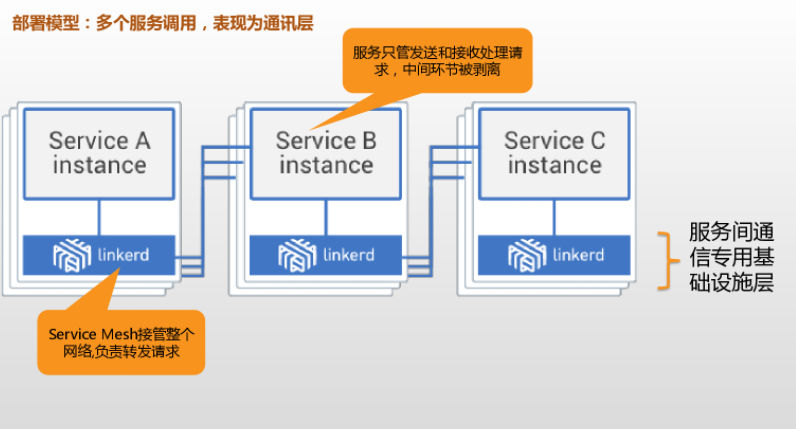 部署模型：多个服务调用，表现为通讯层
服务只管发送和接收处理请
求，中间环节被剥离
Service A
instance
Service B
instance
Service C
instance
linkerd
linkerd
linkerd
服务间通
信专用基
础设施层
Service Mesh接管整个
网络,负责转发请求